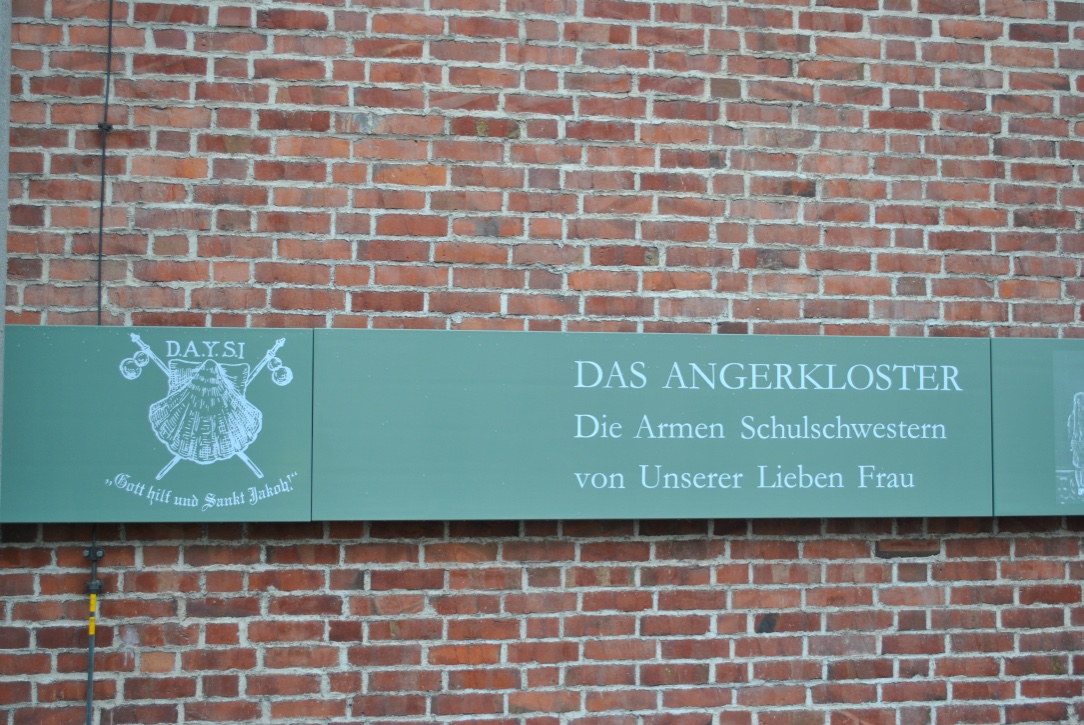 D.A.Y.S.I
„Gott hilf und Sankt Jakob!“
DAS ANGERKLOSTER
Die Armen Schulschwestern
von Unserer Lieben Frau